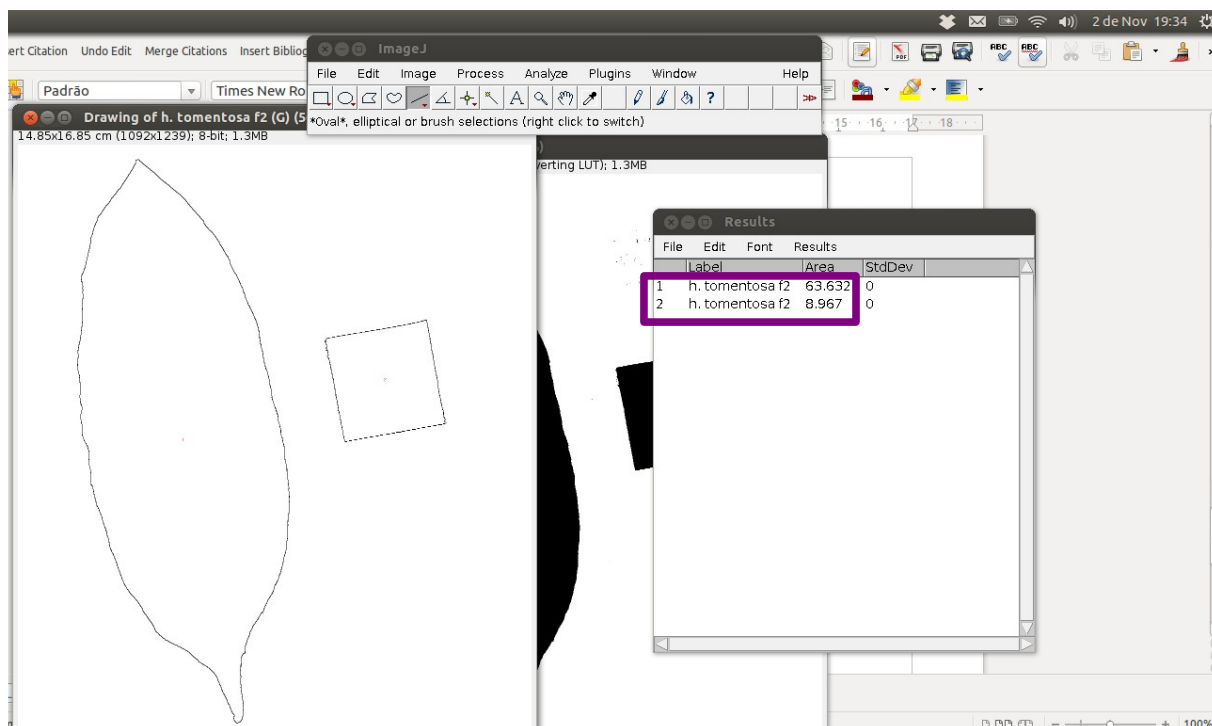 2 de Nov 19:34
ert Citation Undo Edit Merge Citations Insert Bibliog
Padrão
Times New Ro
ImageJ
File Edit Image Process Analyze Plugins Window Help
*Oval*, elliptical or brush selections (right click to switch)
Drawing of h. tomentosa f2 (G) (5
14.85x16.85 cm (1092x1239); 8-bit; 1.3MB
verting LUT); 1.3MB
15 16 17 18
Results
File Edit Font Results
Label Area StdDev
1 h. tomentosa f2 63.632 0
2 h. tomentosa f2 8.967 0
100%